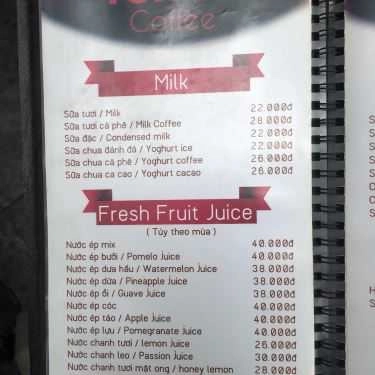 Coffee
Milk
Sữa tươi / Milk 22.000đ
Sữa tươi cà phê / Milk Coffee 28.000đ
Sữa đặc / Condensed milk 22.000đ
Sữa chua đánh đá / Yoghurt ice 22.000đ
Sữa chua cà phê / Yoghurt coffee 26.000đ
Sữa chua ca cao / Yoghurt cacao 26.000đ
Fresh Fruit Juice
( Tùy theo mùa )
Nước ép mix 40.000đ
Nước ép bưởi / Pomelo Juice 40.000đ
Nước ép dưa hấu / Watermelon Juice 38.000đ
Nước ép dứa / Pineapple Juice 38.000đ
Nước ép ổi / Guave Juice 38.000đ
Nước ép cóc 40.000đ
Nước ép táo / Apple Juice 40.000đ
Nước ép lựu / Pomegranate Juice 40.000đ
Nước chanh tươi / lemon Juice 26.000đ
Nước chanh leo / Passion Juice 30.000đ
Nước chanh tươi mật ong / honey lemon 28.000đ